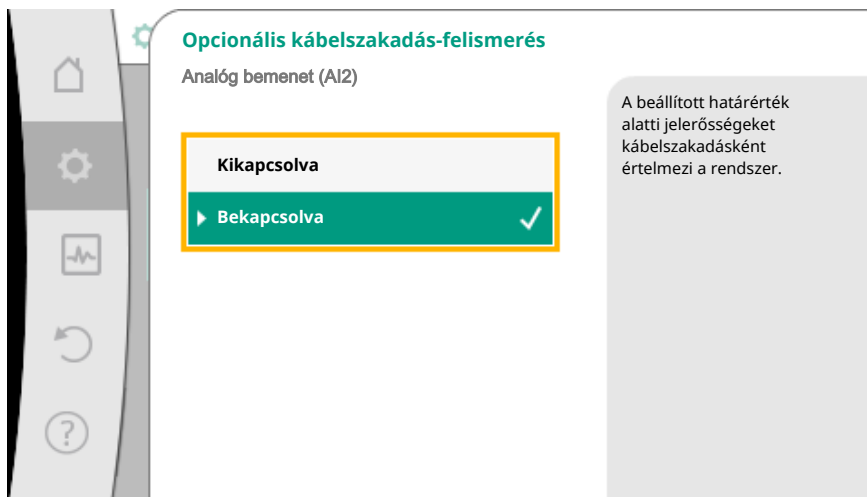 Opcionális kábelszakadás-felismerés
Analóg bemenet (AI2)
Kikapcsolva
Bekapcsolva
A beállított határérték
alatti jelerősségeket
kábelszakadásként
értelmezi a rendszer.